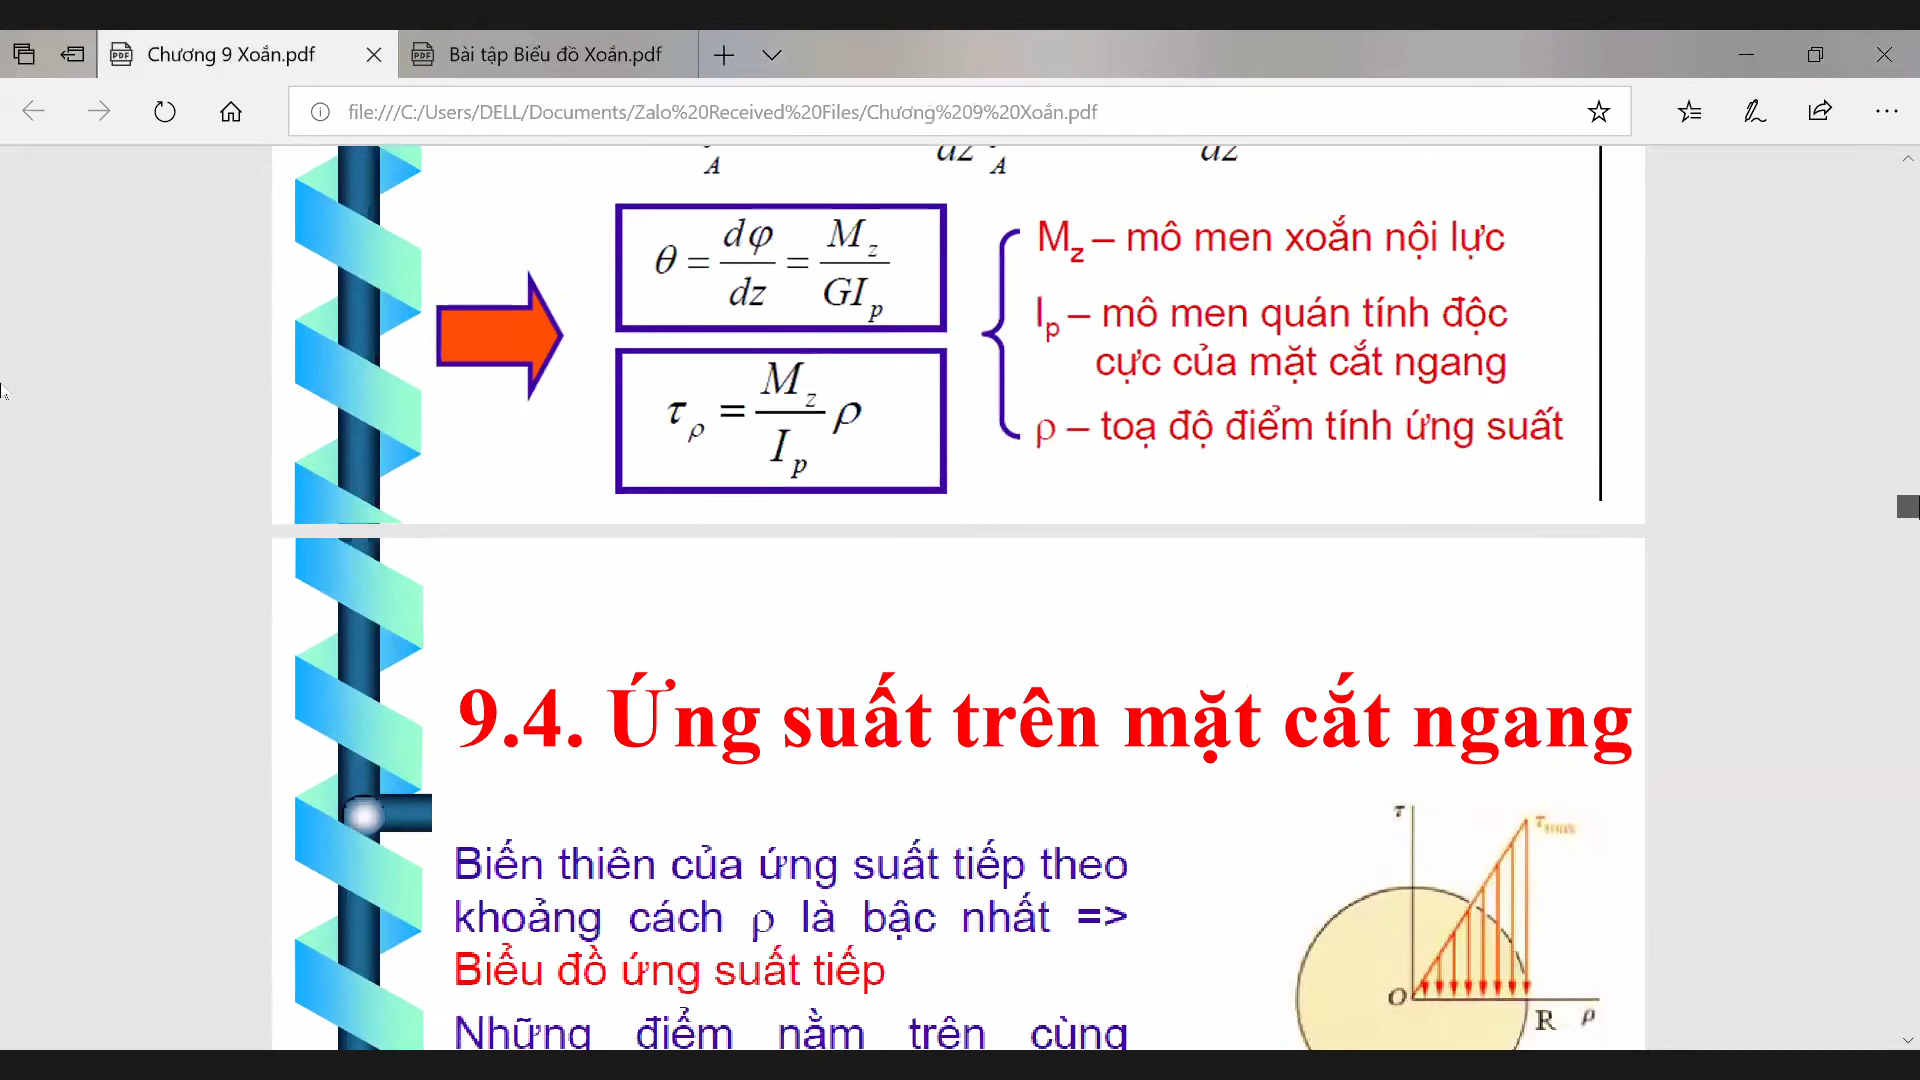 Chương 9 Xoắn.pdf
Bài tập Biểu đồ Xoắn.pdf
file:///C:/Users/DELL/Documents/Zalo%20Received%20Files/Chương%209%20Xoắn.pdf
A dz A dz
θ = dφ/dz = M_z/GI_p
τ_ρ = M_z/I_p ρ
M_z – mô men xoắn nội lực
I_p – mô men quán tính độc
cực của mặt cắt ngang
ρ – toạ độ điểm tính ứng suất
9.4. Ứng suất trên mặt cắt ngang
Biến thiên của ứng suất tiếp theo
khoảng cách ρ là bậc nhất =>
Biểu đồ ứng suất tiếp
Những điểm nằm trên cùng
τ
τmax
O
R ρ